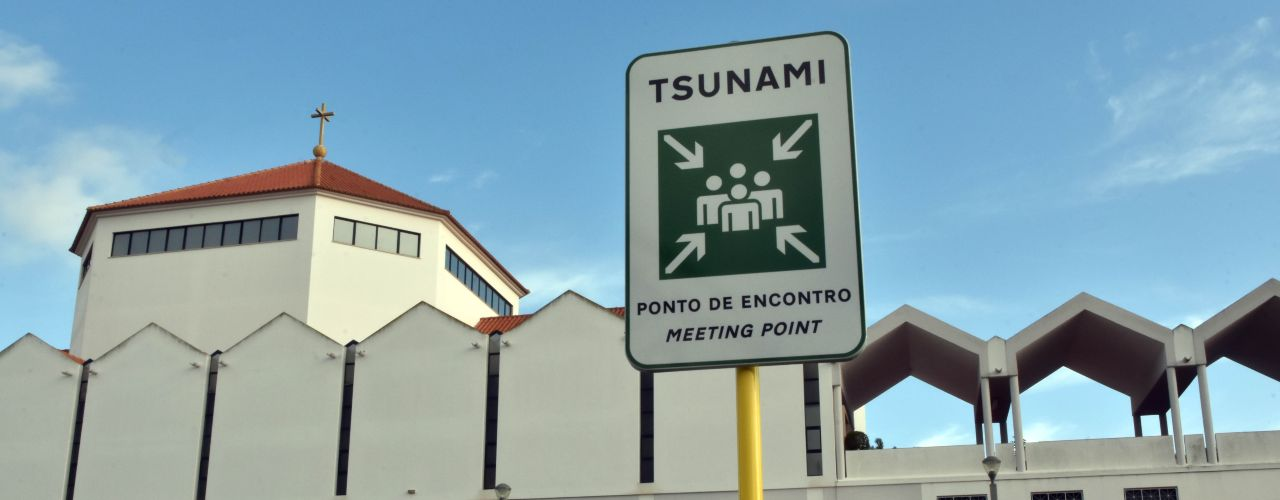 TSUNAMI
PONTO DE ENCONTRO
MEETING POINT